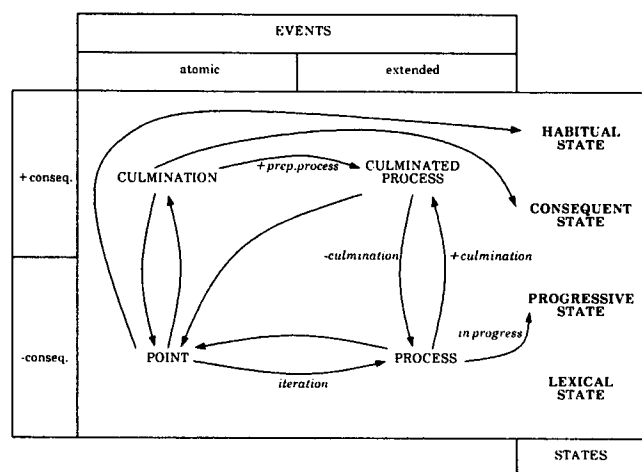 EVENTS
atomic
extended
HABITUAL
STATE
+conseq.
+prep.process
CULMINATION
CULMINATED
PROCESS
CONSEQUENT
STATE
-culmination
+culmination
PROGRESSIVE
STATE
in progress
-conseq.
POINT
PROCESS
iteration
LEXICAL
STATE
STATES